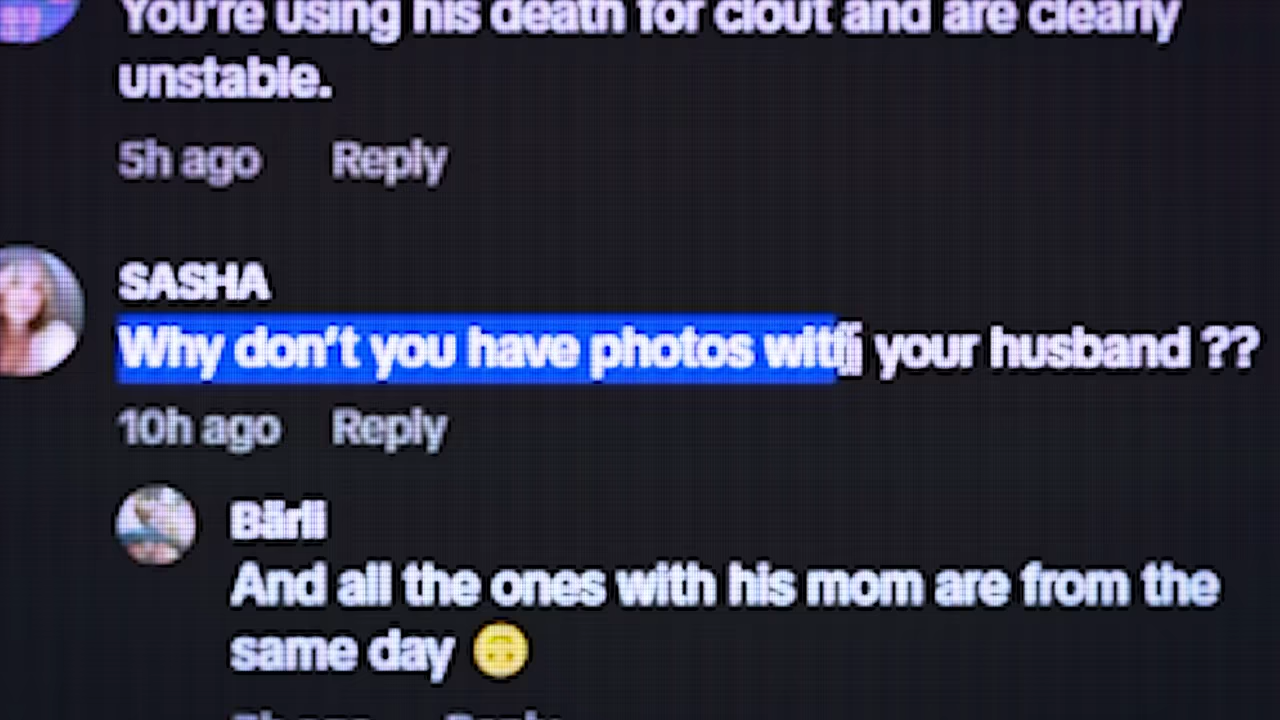 You're using his death for clout and are clearly
unstable.
5h ago Reply
SASHA
Why don't you have photos with your husband ??
10h ago Reply
Bärli
And all the ones with his mom are from the
same day 🙃
Reply